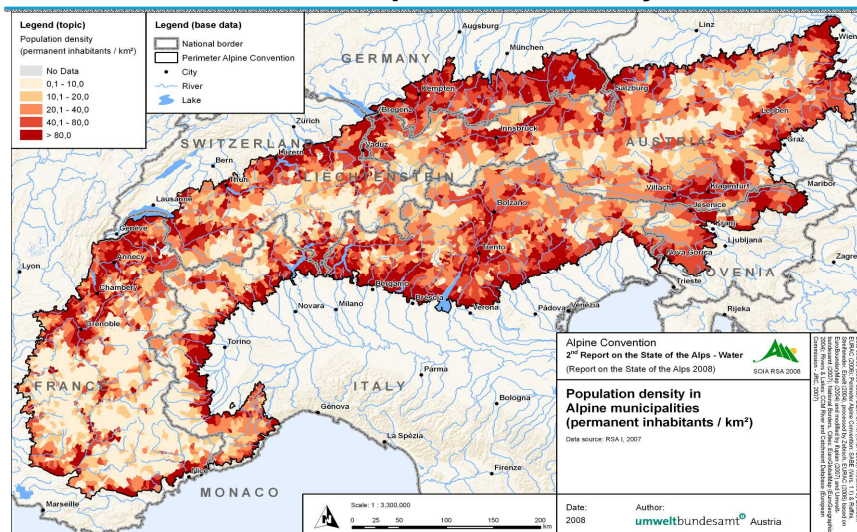 Legend (topic)
Population density
(permanent inhabitants / km²)
No Data
0,1 - 10,0
10,1 - 20,0
20,1 - 40,0
40,1 - 80,0
> 80,0
Legend (base data)
National border
Perimeter Alpine Convention
City
River
Lake
Augsburg
Linz
Wien
München
GERMANY
Kempten
Salzburg
Bregenz
Zürich
Leoben
Innsbruck
SWITZERLAND
Vaduz
AUSTRIA
Luzern
Graz
Bern
LIECHTENSTEIN
Thun
Villach
Klagenfurt
Maribor
Lausanne
Bolzano
Jesenice
Genève
Kranj
Trento
Ljubljana
Annecy
Nova Gorica
Lyon
SLOVENIA
Zagreb
Chambery
Bergamo
Trieste
Brescia
Novara
Milano
Verona
Pádova
Venézia
Rijeka
Grenoble
Torino
Parma
FRANCE
ITALY
Bologna
Génova
La Spézia
Nice
Firenze
MONACO
Marseille
Alpine Convention
2nd Report on the State of the Alps - Water
(Report on the State of the Alps 2008)
SOIA RSA 2008
Population density in
Alpine municipalities
(permanent inhabitants / km²)
Data source: RSA I, 2007
Date:
2008
Author:
umweltbundesamt Austria
Scale: 1 : 3,300,000
N
0 25 50 100 150 200
km